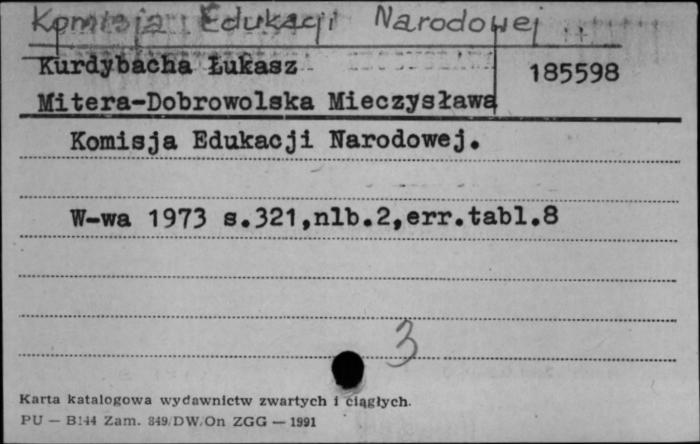 Komisja Edukacji Narodowej
Kurdybacha Łukasz
185598
Mitera-Dobrowolska Mieczysława
Komisja Edukacji Narodowej.
W-wa 1973 s.321,nlb.2,err.tabl.8
3
Karta katalogowa wydawnictw zwartych i ciągłych.
PU — B144 Zam. 849/DW/On ZGG — 1991